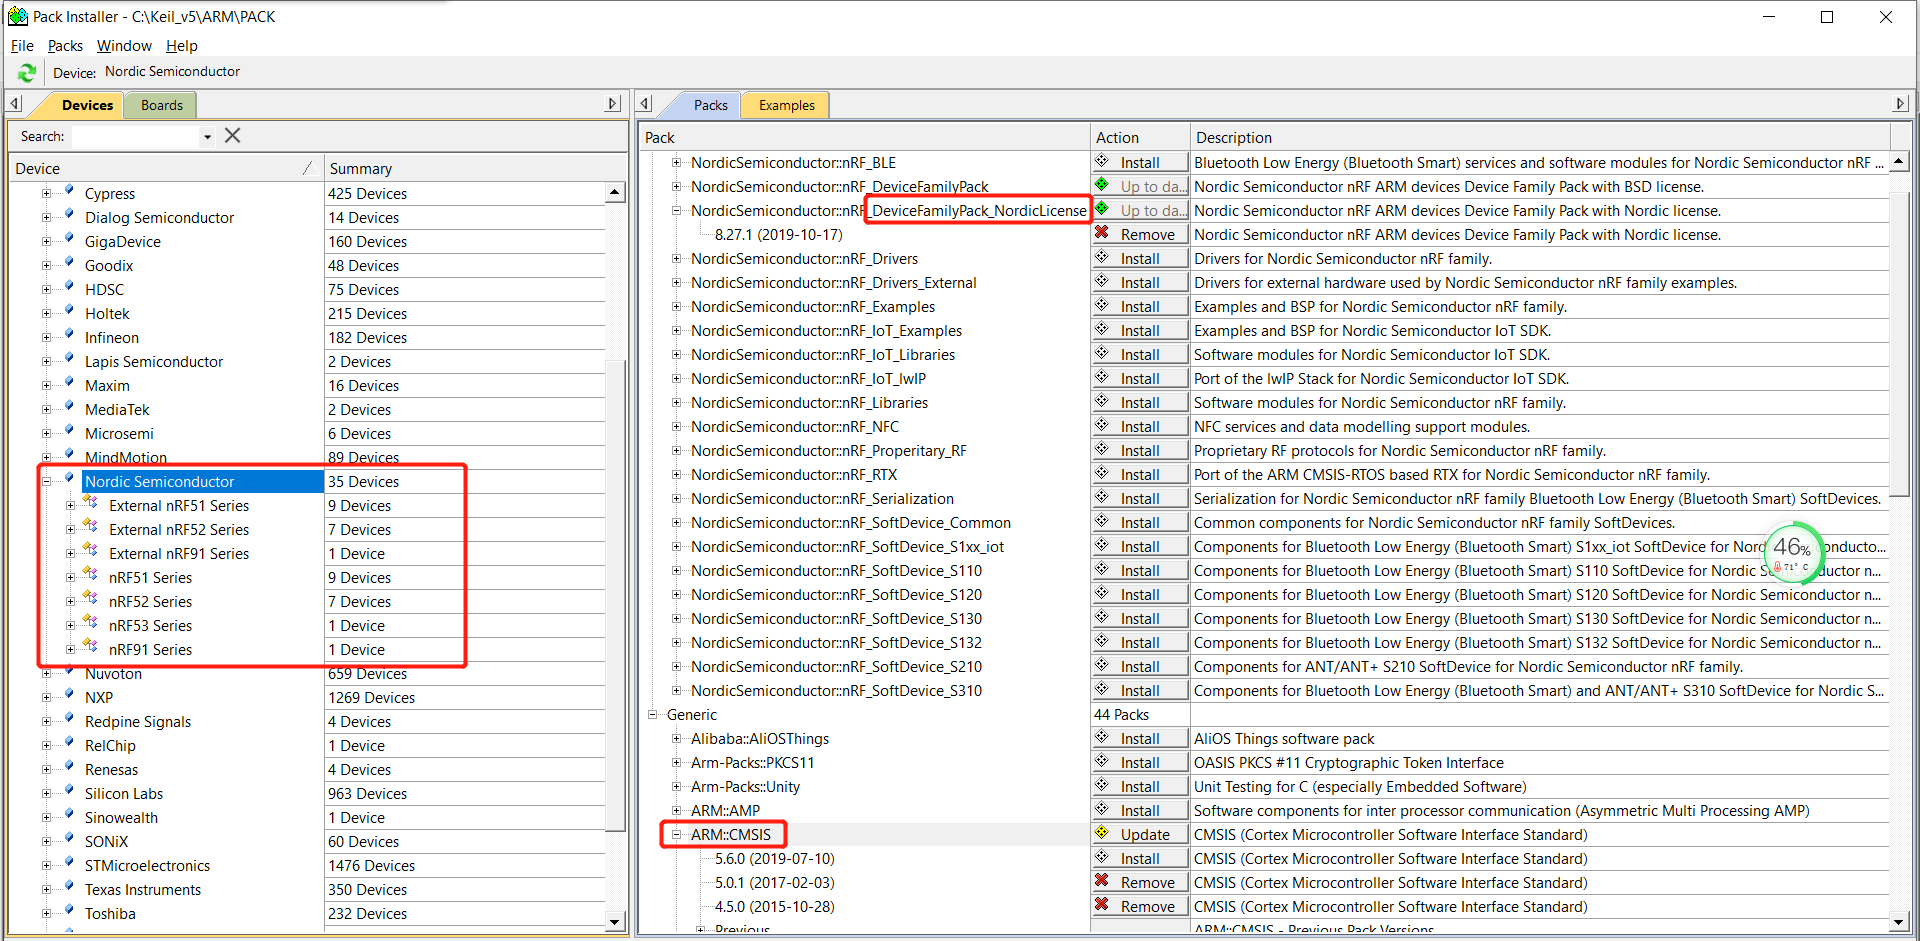 Pack Installer - C:\Keil_v5\ARM\PACK
File Packs Window Help
Device: Nordic Semiconductor
Devices Boards
Search:
Device Summary
Cypress 425 Devices
Dialog Semiconductor 14 Devices
GigaDevice 160 Devices
Goodix 48 Devices
HDSC 75 Devices
Holtek 215 Devices
Infineon 182 Devices
Lapis Semiconductor 2 Devices
Maxim 16 Devices
MediaTek 2 Devices
Microsemi 6 Devices
MindMotion 89 Devices
Nordic Semiconductor 35 Devices
External nRF51 Series 9 Devices
External nRF52 Series 7 Devices
External nRF91 Series 1 Device
nRF51 Series 9 Devices
nRF52 Series 7 Devices
nRF53 Series 1 Device
nRF91 Series 1 Device
Nuvoton 659 Devices
NXP 1269 Devices
Redpine Signals 4 Devices
RelChip 1 Device
Renesas 4 Devices
Silicon Labs 963 Devices
Sinowealth 1 Device
SONiX 60 Devices
STMicroelectronics 1476 Devices
Texas Instruments 350 Devices
Toshiba 232 Devices
Packs Examples
Pack Action Description
NordicSemiconductor::nRF_BLE Install Bluetooth Low Energy (Bluetooth Smart) services and software modules for Nordic Semiconductor nRF ...
NordicSemiconductor::nRF_DeviceFamilyPack Up to da... Nordic Semiconductor nRF ARM devices Device Family Pack with BSD license.
NordicSemiconductor::nRF_DeviceFamilyPack_NordicLicense Up to da... Nordic Semiconductor nRF ARM devices Device Family Pack with Nordic license.
8.27.1 (2019-10-17) Remove Nordic Semiconductor nRF ARM devices Device Family Pack with Nordic license.
NordicSemiconductor::nRF_Drivers Install Drivers for Nordic Semiconductor nRF family.
NordicSemiconductor::nRF_Drivers_External Install Drivers for external hardware used by Nordic Semiconductor nRF family examples.
NordicSemiconductor::nRF_Examples Install Examples and BSP for Nordic Semiconductor nRF family.
NordicSemiconductor::nRF_IoT_Examples Install Examples and BSP for Nordic Semiconductor IoT SDK.
NordicSemiconductor::nRF_IoT_Libraries Install Software modules for Nordic Semiconductor IoT SDK.
NordicSemiconductor::nRF_IoT_lwIP Install Port of the lwIP Stack for Nordic Semiconductor IoT SDK.
NordicSemiconductor::nRF_Libraries Install Software modules for Nordic Semiconductor nRF family.
NordicSemiconductor::nRF_NFC Install NFC services and data modelling support modules.
NordicSemiconductor::nRF_Properitary_RF Install Proprietary RF protocols for Nordic Semiconductor nRF family.
NordicSemiconductor::nRF_RTX Install Port of the ARM CMSIS-RTOS based RTX for Nordic Semiconductor nRF family.
NordicSemiconductor::nRF_Serialization Install Serialization for Nordic Semiconductor nRF family Bluetooth Low Energy (Bluetooth Smart) SoftDevices.
NordicSemiconductor::nRF_SoftDevice_Common Install Common components for Nordic Semiconductor nRF family SoftDevices.
NordicSemiconductor::nRF_SoftDevice_S1xx_iot Install Components for Bluetooth Low Energy (Bluetooth Smart) S1xx_iot SoftDevice for
NordicSemiconductor::nRF_SoftDevice_S110 Install Components for Bluetooth Low Energy (Bluetooth Smart) S110 SoftDevice for Nordic n...
NordicSemiconductor::nRF_SoftDevice_S120 Install Components for Bluetooth Low Energy (Bluetooth Smart) S120 SoftDevice for Nordic Semiconductor n...
NordicSemiconductor::nRF_SoftDevice_S130 Install Components for Bluetooth Low Energy (Bluetooth Smart) S130 SoftDevice for Nordic Semiconductor n...
NordicSemiconductor::nRF_SoftDevice_S132 Install Components for Bluetooth Low Energy (Bluetooth Smart) S132 SoftDevice for Nordic Semiconductor n...
NordicSemiconductor::nRF_SoftDevice_S210 Install Components for ANT/ANT+ S210 SoftDevice for Nordic Semiconductor nRF family.
NordicSemiconductor::nRF_SoftDevice_S310 Install Components for Bluetooth Low Energy (Bluetooth Smart) and ANT/ANT+ S310 SoftDevice for Nordic S...
Generic 44 Packs
Alibaba::AliOSThings Install AliOS Things software pack
Arm-Packs::PKCS11 Install OASIS PKCS #11 Cryptographic Token Interface
Arm-Packs::Unity Install Unit Testing for C (especially Embedded Software)
ARM::AMP Install Software components for inter processor communication (Asymmetric Multi Processing AMP)
ARM::CMSIS Update CMSIS (Cortex Microcontroller Software Interface Standard)
5.6.0 (2019-07-10) Install CMSIS (Cortex Microcontroller Software Interface Standard)
5.0.1 (2017-02-03) Remove CMSIS (Cortex Microcontroller Software Interface Standard)
4.5.0 (2015-10-28) Remove CMSIS (Cortex Microcontroller Software Interface Standard)
Previous ARM::CMSIS - Previous Pack Versions
46%
71° C